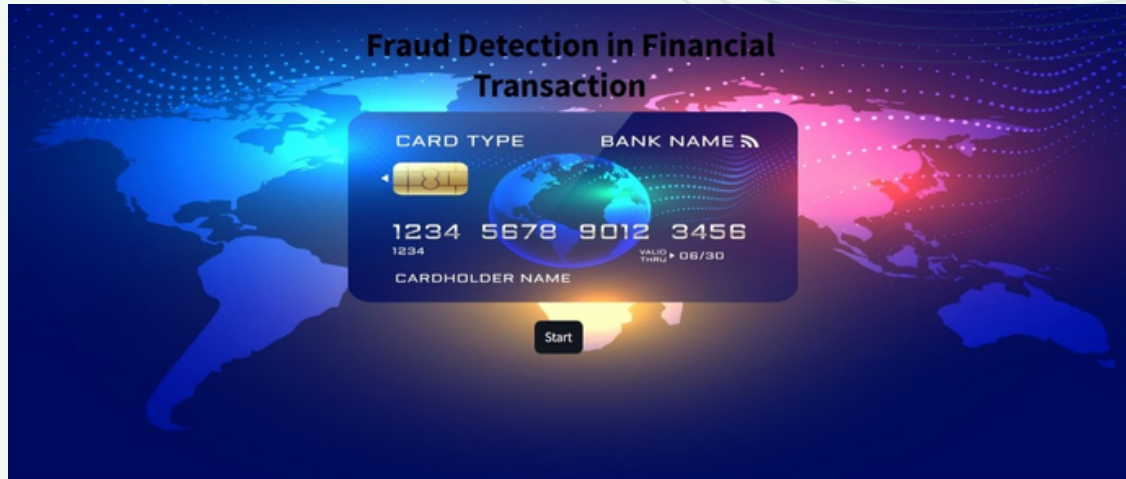 Fraud Detection in Financial
Transaction
CARD TYPE BANK NAME
1234 5678 9012 3456
1234 VALID THRU 06/30
CARDHOLDER NAME
Start